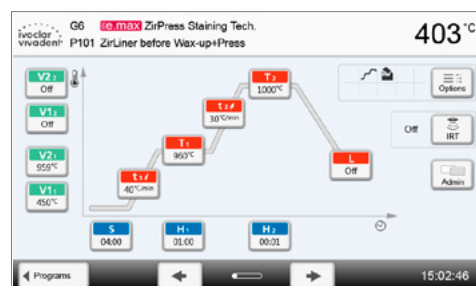 ivoclar
vivadent
G6 e.max ZirPress Staining Tech.
P101 ZirLiner before Wax-up+Press
403°C
V2₂
Off
V1₂
Off
V2₁
959°C
V1₁
450°C
t₁
40°C/min
T₁
960°C
t₂
30°C/min
T₂
1000°C
L
Off
S
04:00
H₁
01:00
H₂
00:01
Options
Off
IRT
Admin
Programs
15:02:46